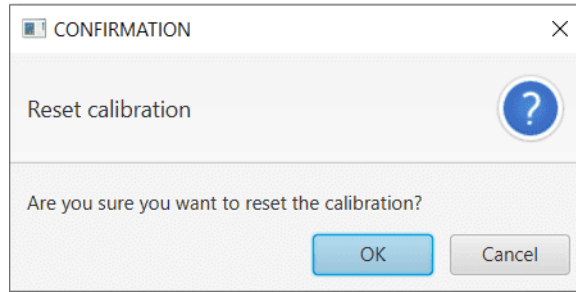 CONFIRMATION
Reset calibration
?
Are you sure you want to reset the calibration?
OK Cancel